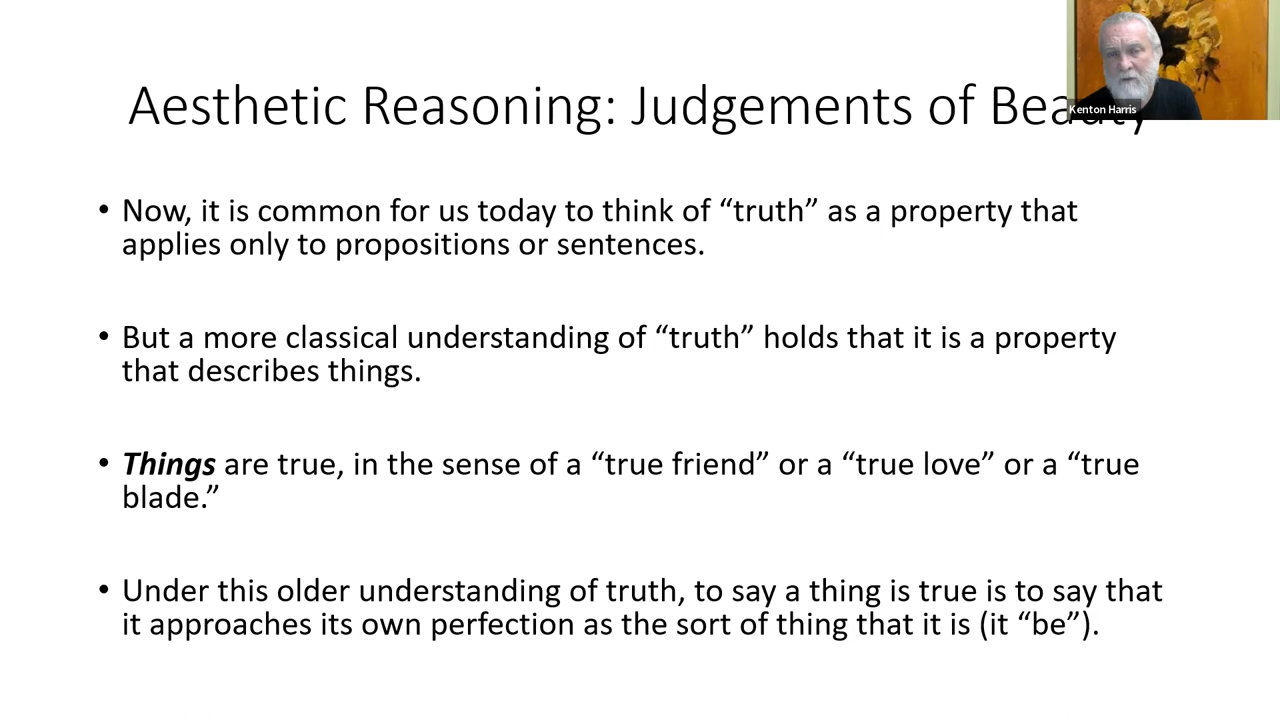 Aesthetic Reasoning: Judgements of Beauty
Kenton Harris
• Now, it is common for us today to think of “truth” as a property that
applies only to propositions or sentences.
• But a more classical understanding of “truth” holds that it is a property
that describes things.
• Things are true, in the sense of a “true friend” or a “true love” or a “true
blade.”
• Under this older understanding of truth, to say a thing is true is to say that
it approaches its own perfection as the sort of thing that it is (it “be”).